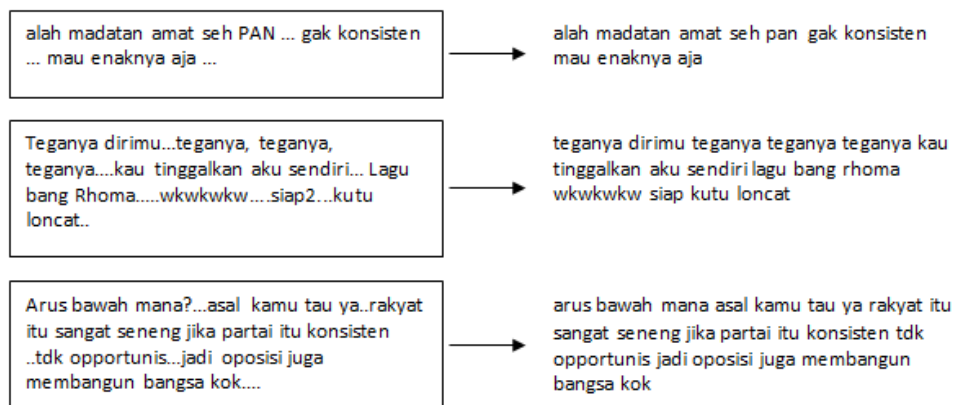 alah madatan amat seh PAN ... gak konsisten
... mau enaknya aja ...
alah madatan amat seh pan gak konsisten
mau enaknya aja
Teganya dirimu...teganya, teganya,
teganya....kau tinggalkan aku sendiri... Lagu
bang Rhoma.....wkwkwkw....siap2...kutu
loncat..
teganya dirimu teganya teganya teganya kau
tinggalkan aku sendiri lagu bang rhoma
wkwkwkw siap kutu loncat
Arus bawah mana?...asal kamu tau ya..rakyat
itu sangat seneng jika partai itu konsisten
..tdk opportunis...jadi oposisi juga
membangun bangsa kok....
arus bawah mana asal kamu tau ya rakyat itu
sangat seneng jika partai itu konsisten tdk
opportunis jadi oposisi juga membangun
bangsa kok